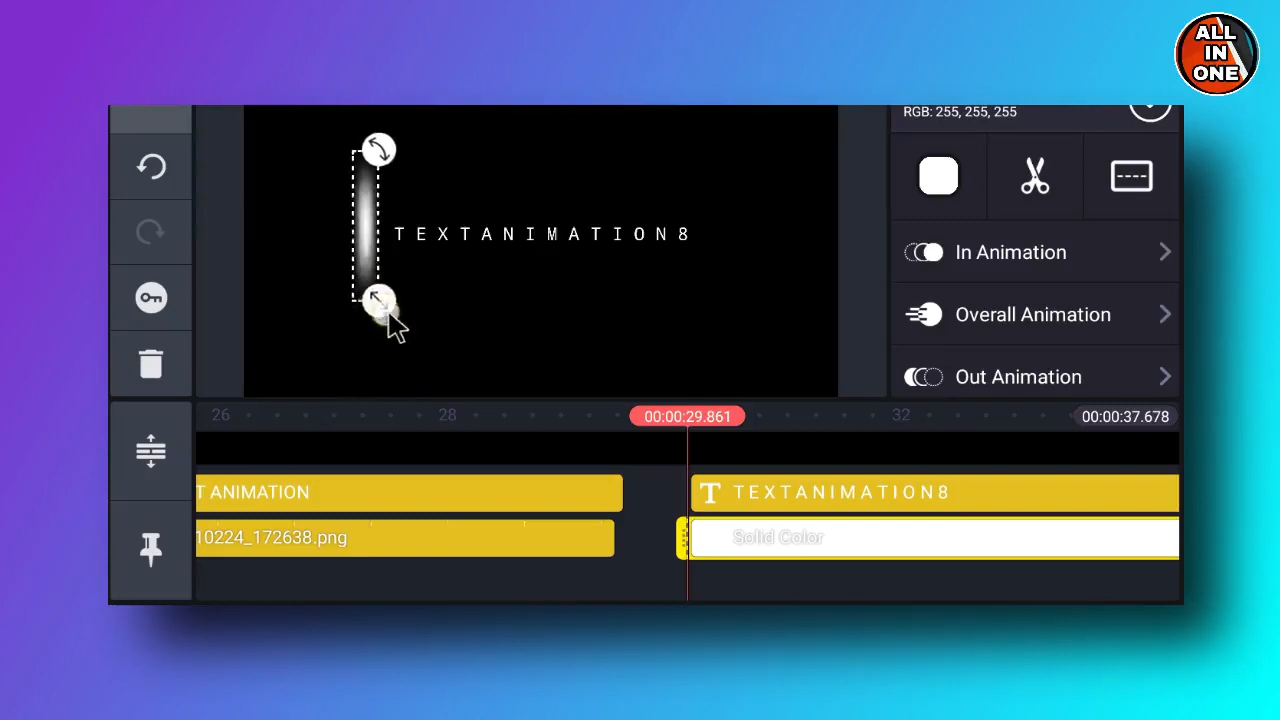 ALL
IN
ONE
RGB: 255, 255, 255
TEXTANIMATION8
In Animation
Overall Animation
Out Animation
26
28
00:00:29.861
32
00:00:37.678
T ANIMATION
T TEXTANIMATION8
10224_172638.png
Solid Color